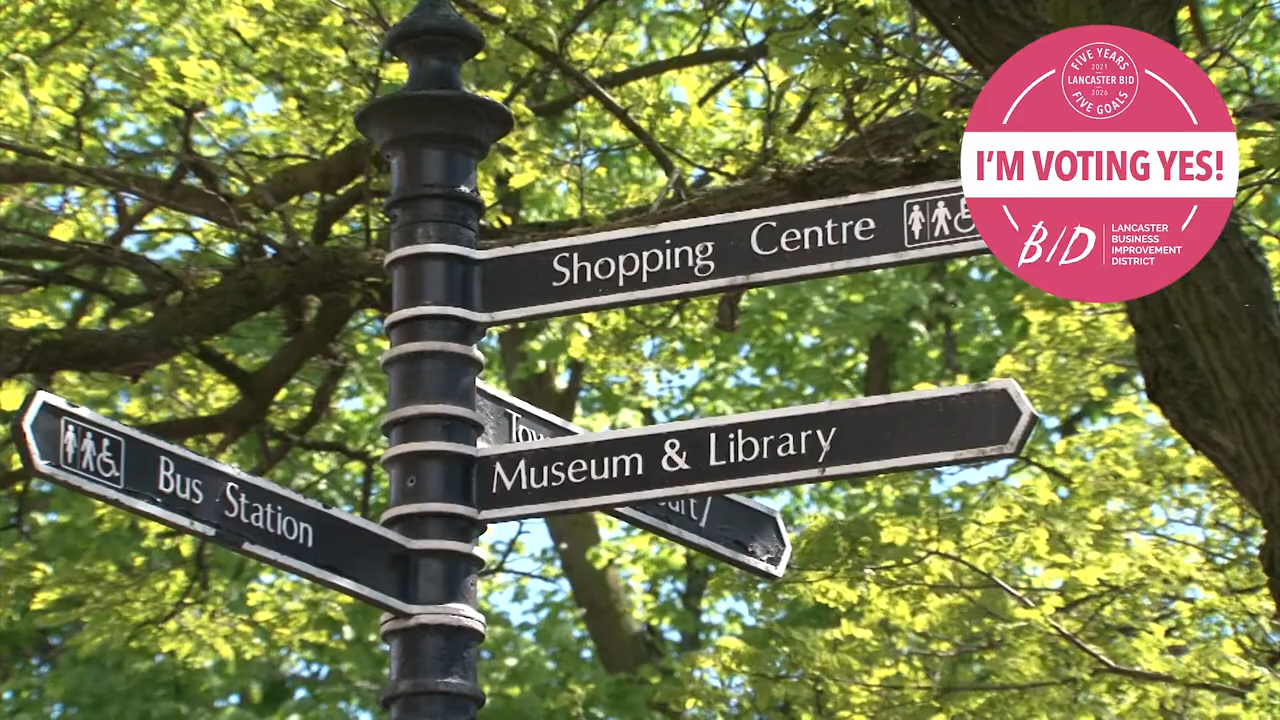 FIVE YEARS
2021
LANCASTER BID
2026
FIVE GOALS
I'M VOTING YES!
BID
LANCASTER
BUSINESS
IMPROVEMENT
DISTRICT
Shopping Centre
Museum & Library
Bus Station